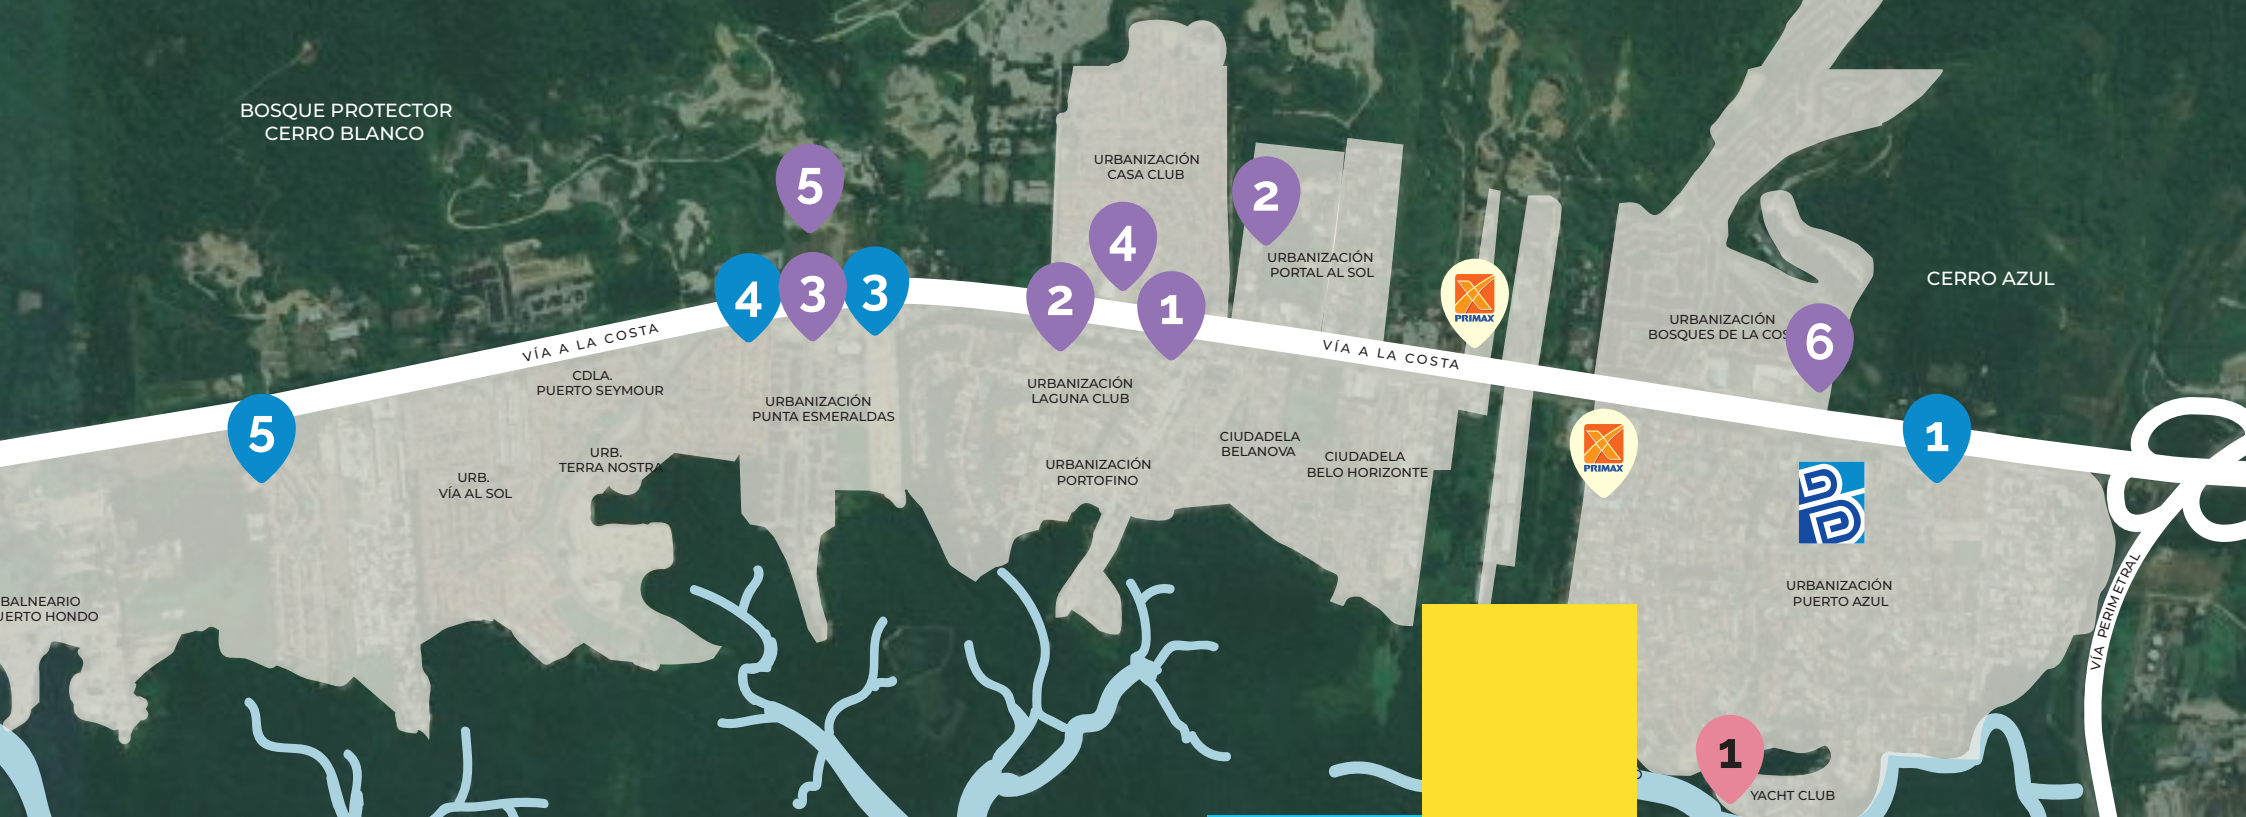 BOSQUE PROTECTOR
CERRO BLANCO
5
URBANIZACIÓN
CASA CLUB
2
4
URBANIZACIÓN
PORTAL AL SOL
CERRO AZUL
4
3
3
2
1
PRIMAX
URBANIZACIÓN
BOSQUES DE LA COS
6
VÍA A LA COSTA
VÍA A LA COSTA
CDLA.
PUERTO SEYMOUR
URBANIZACIÓN
PUNTA ESMERALDAS
URBANIZACIÓN
LAGUNA CLUB
5
1
CIUDADELA
BELANOVA
CIUDADELA
BELO HORIZONTE
PRIMAX
URB.
TERRA NOSTRA
URB.
VÍA AL SOL
URBANIZACIÓN
PORTOFINO
URBANIZACIÓN
PUERTO AZUL
VÍA PERIMETRAL
BALNEARIO
UERTO HONDO
1
YACHT CLUB